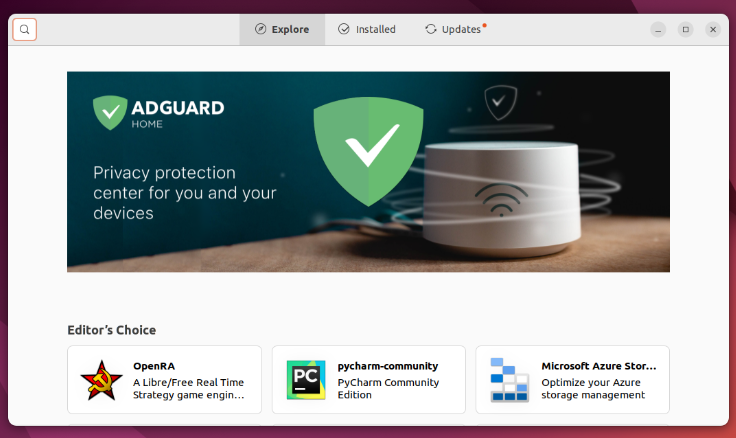 Explore
Installed
Updates
ADGUARD
HOME
Privacy protection
center for you and your
devices
Editor's Choice
OpenRA
A Libre/Free Real Time
Strategy game engin...
PC
pycharm-community
PyCharm Community
Edition
Microsoft Azure Stor...
Optimize your Azure
storage management